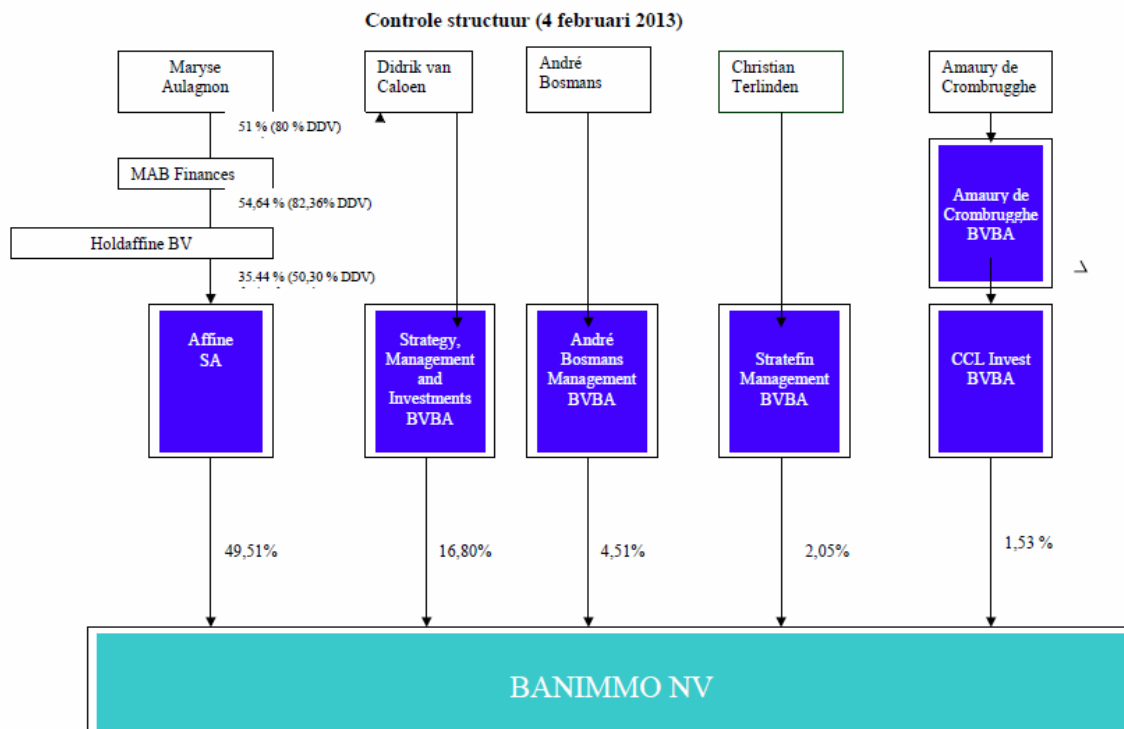 Controle structuur (4 februari 2013)
Maryse
Aulagnon
Didrik van
Caloen
André
Bosmans
Christian
Terlinden
Amaury de
Crombrugghe
51 % (80 % DDV)
MAB Finances
54,64 % (82,36% DDV)
Holdaffine BV
35.44 % (50,30 % DDV)
Amaury de
Crombrugghe
BVBA
Affine
SA
Strategy,
Management
and
Investments
BVBA
André
Bosmans
Management
BVBA
Stratefin
Management
BVBA
CCL Invest
BVBA
49,51%
16,80%
4,51%
2,05%
1,53 %
BANIMMO NV